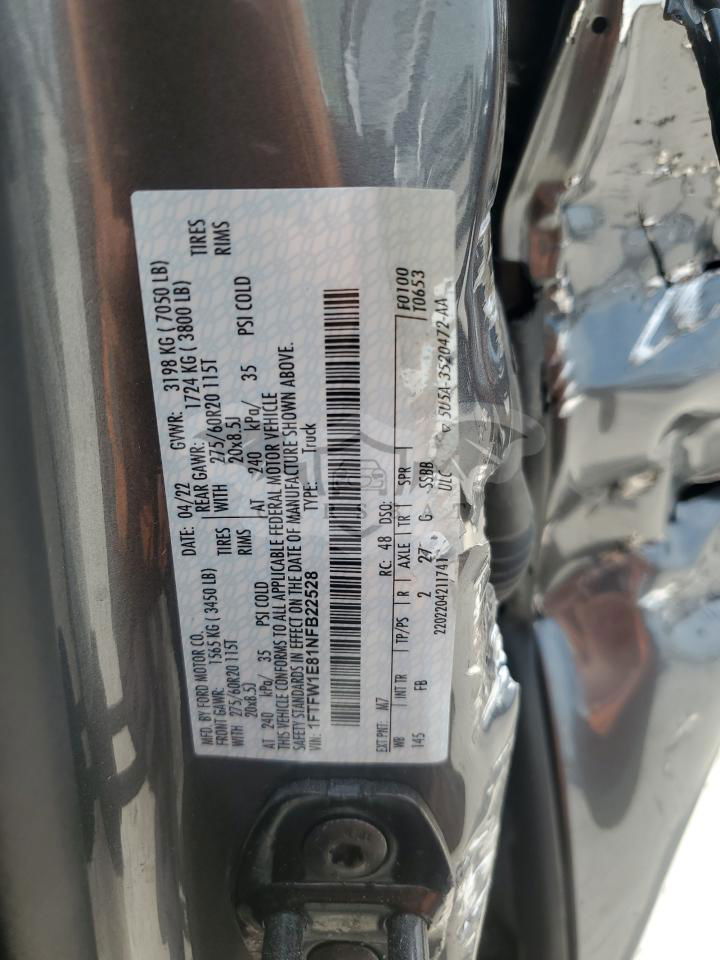 MFD. BY FORD MOTOR CO. DATE: 04/22 GVWR: 3198 KG ( 7050 LB)
FRONT GAWR: 1565 KG ( 3450 LB) REAR GAWR: 1724 KG ( 3800 LB)
WITH 275/60R20 115T TIRES WITH 275/60R20 115T TIRES
20x8.5J RIMS 20x8.5J RIMS
AT 240 kPa/ 35 PSI COLD AT 240 kPa/ 35 PSI COLD
THIS VEHICLE CONFORMS TO ALL APPLICABLE FEDERAL MOTOR VEHICLE
SAFETY STANDARDS IN EFFECT ON THE DATE OF MANUFACTURE SHOWN ABOVE.
VIN: 1FTFW1E81NFB22528 TYPE: Truck
F0100
T0653
EXT PNT: M7 RC: 48 DSO:
WB INT TR TP/PS R AXLE TR SPR
145 FB 2 27 G SSBB
ULC 5U5A-3520472-AA